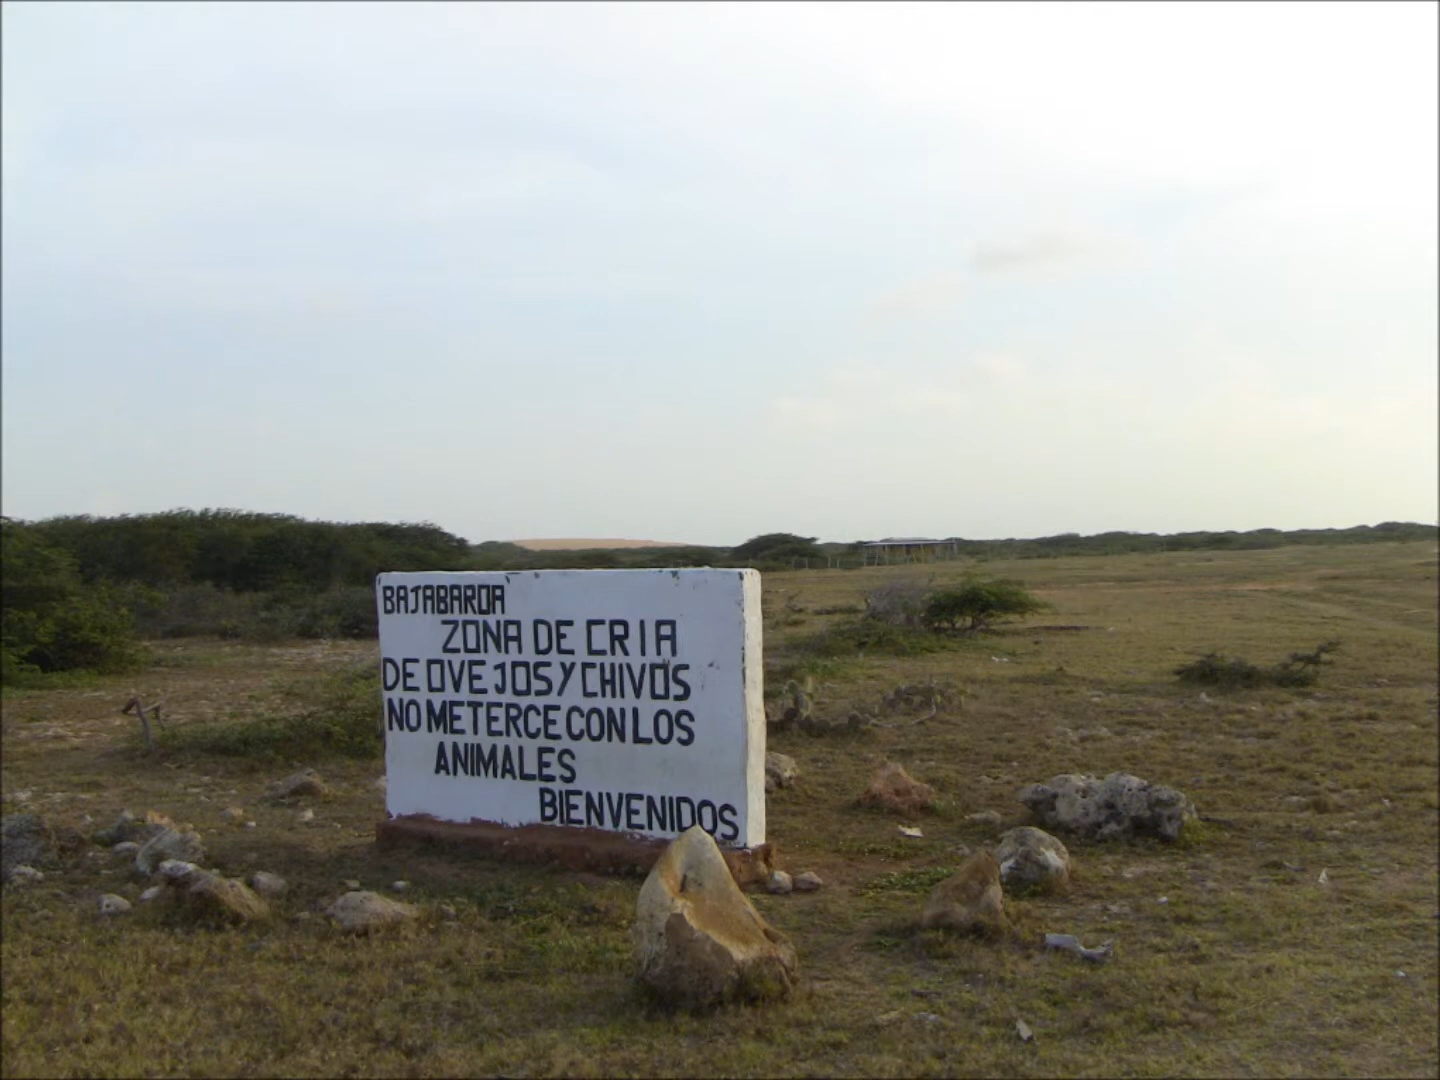 'BAJABAROA'
ZONA DE CRIA
DE OVEJOS Y CHIVOS
NO METERCE CON LOS
ANIMALES
BIENVENIDOS